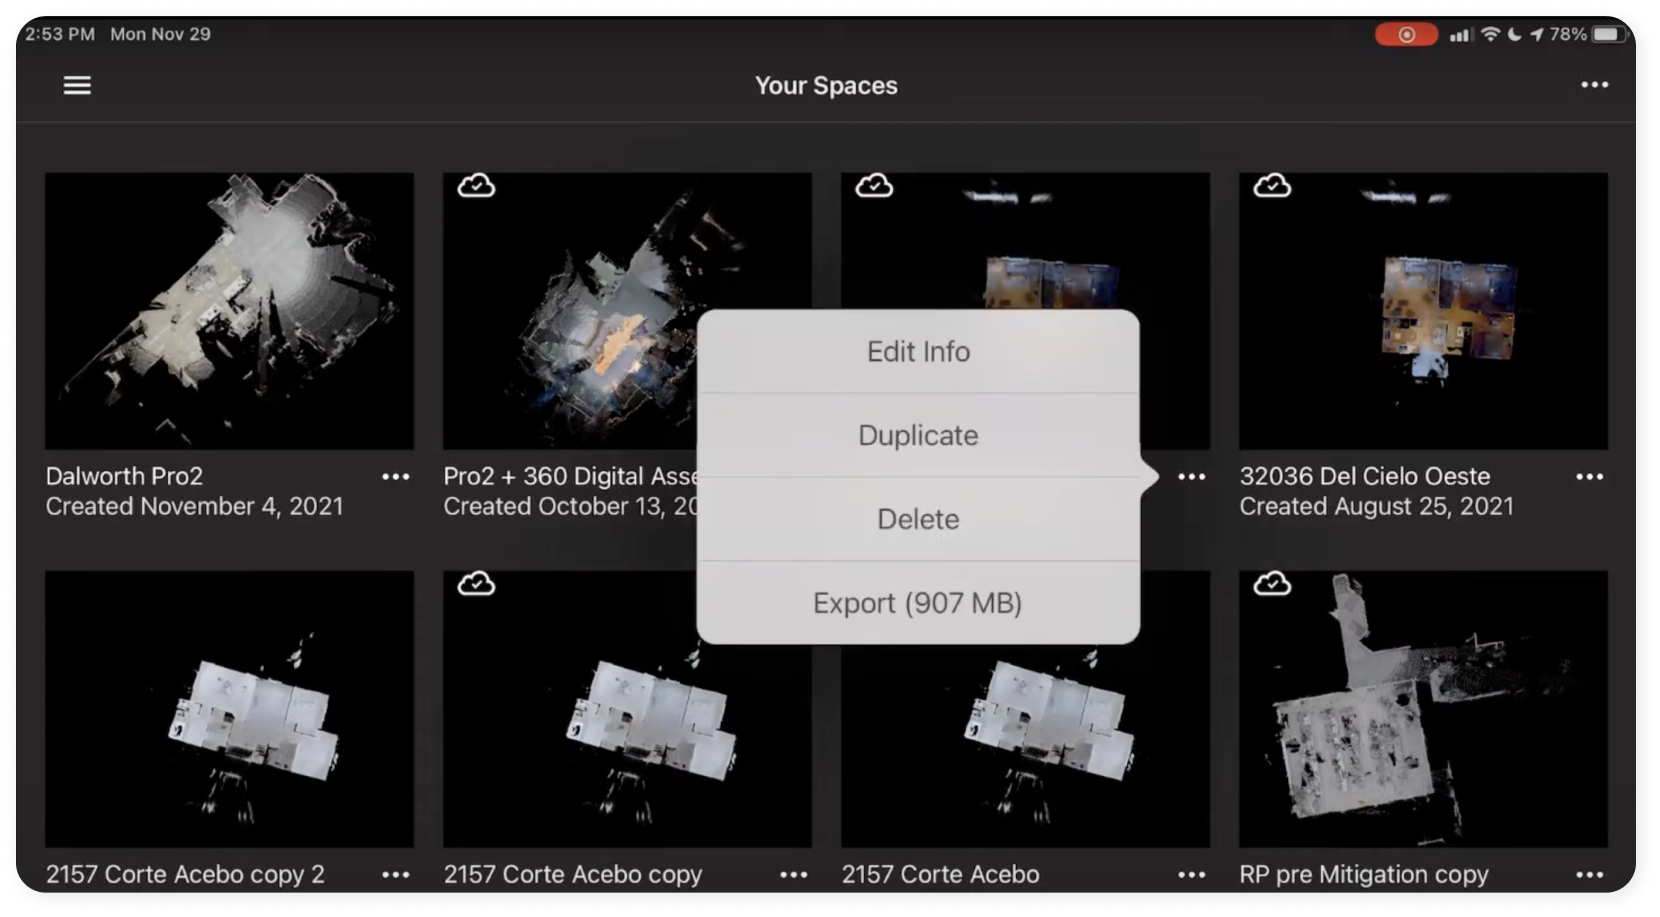 2:53 PM Mon Nov 29
78%
Your Spaces
Dalworth Pro2
Created November 4, 2021
Pro2 + 360 Digital Asse
Created October 13, 20
Edit Info
Duplicate
Delete
Export (907 MB)
32036 Del Cielo Oeste
Created August 25, 2021
2157 Corte Acebo copy 2
2157 Corte Acebo copy
2157 Corte Acebo
RP pre Mitigation copy